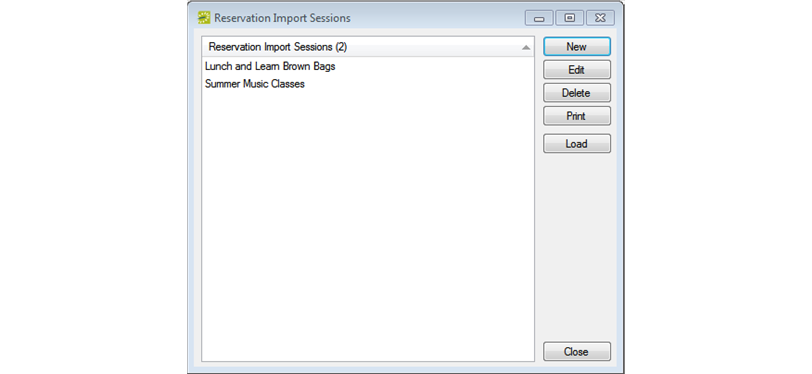 Reservation Import Sessions
Reservation Import Sessions (2)
Lunch and Learn Brown Bags
Summer Music Classes
New
Edit
Delete
Print
Load
Close